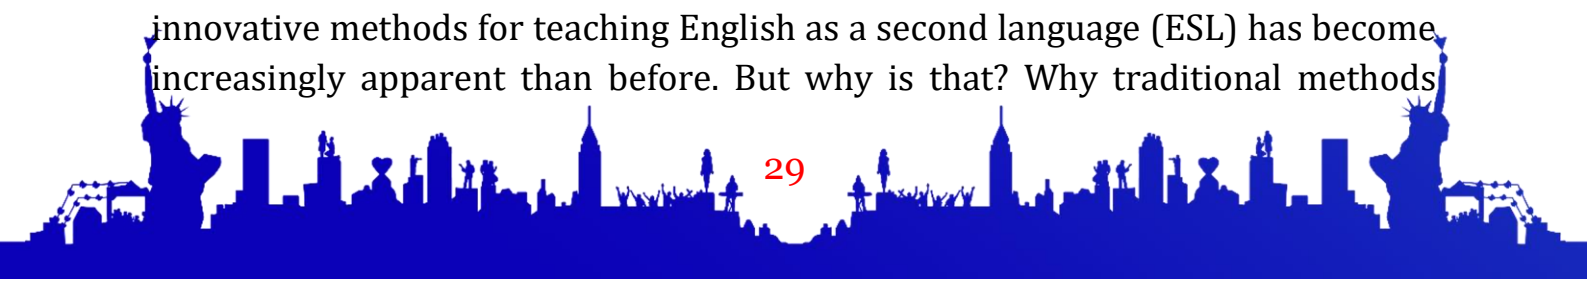 innovative methods for teaching English as a second language (ESL) has become
increasingly apparent than before. But why is that? Why traditional methods
29